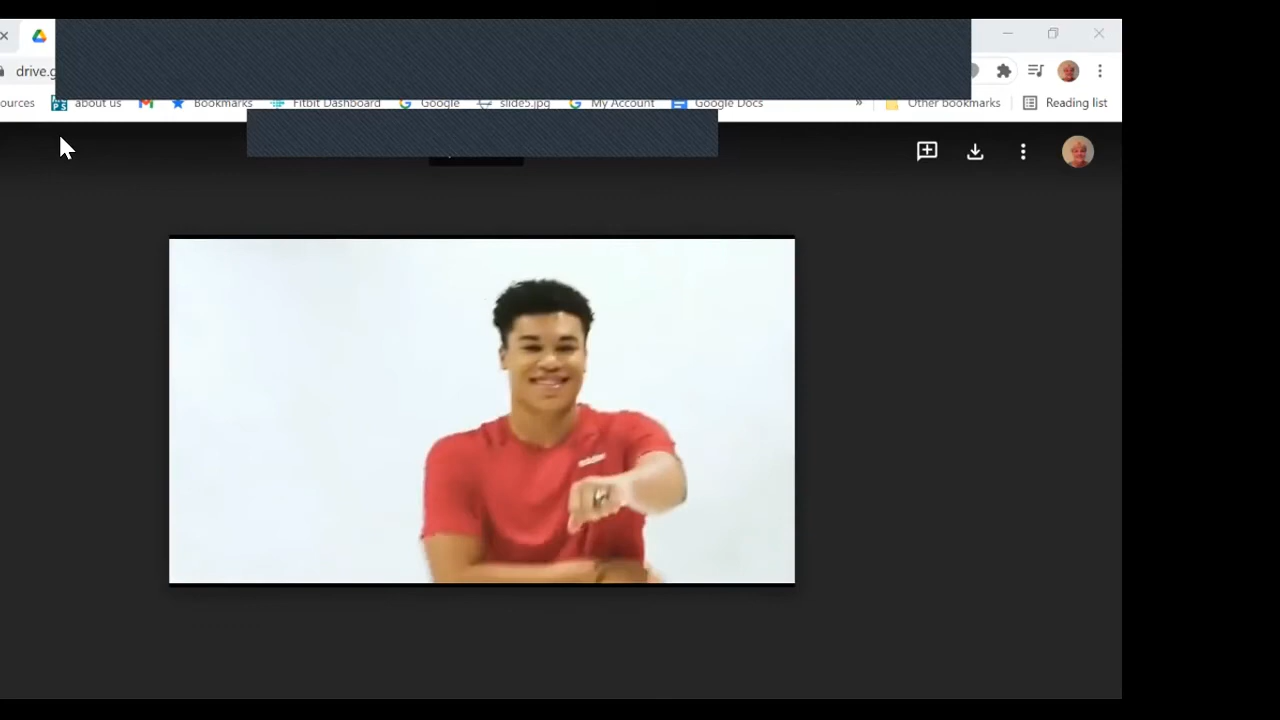 drive.g
ources
about us
Bookmarks
Fitbit Dashboard
Google
slide5.jpg
My Account
Google Docs
»
Other bookmarks
Reading list